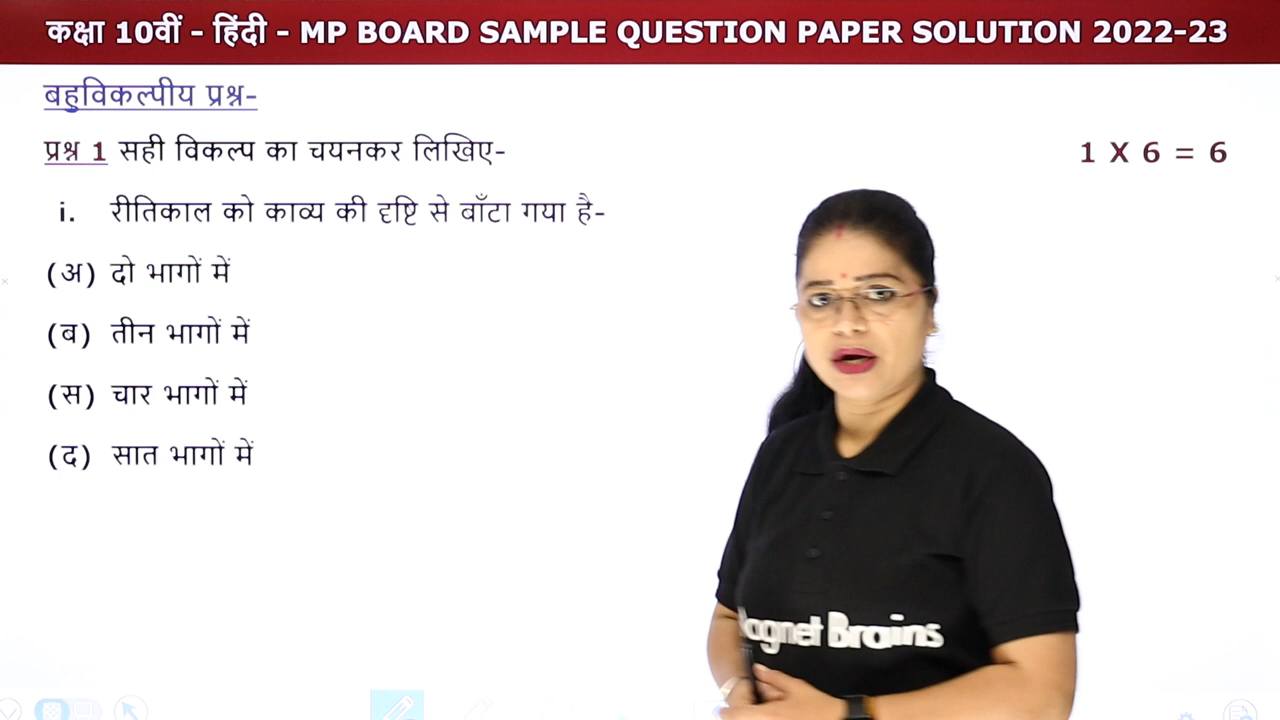 कक्षा 10वीं - हिंदी - MP BOARD SAMPLE QUESTION PAPER SOLUTION 2022-23
बहुविकल्पीय प्रश्न-
प्रश्न 1 सही विकल्प का चयनकर लिखिए- 1 X 6 = 6
i. रीतिकाल को काव्य की दृष्टि से बाँटा गया है-
(अ) दो भागों में
(ब) तीन भागों में
(स) चार भागों में
(द) सात भागों में
Brains